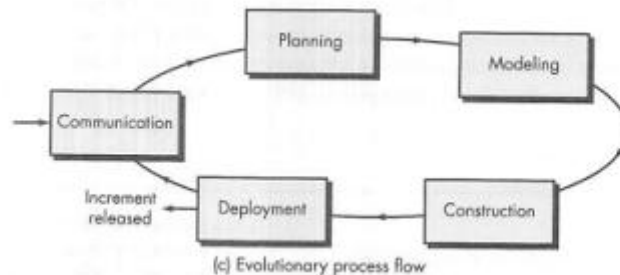 Planning
Modeling
Communication
Increment
released
Deployment
Construction
(c) Evolutionary process flow